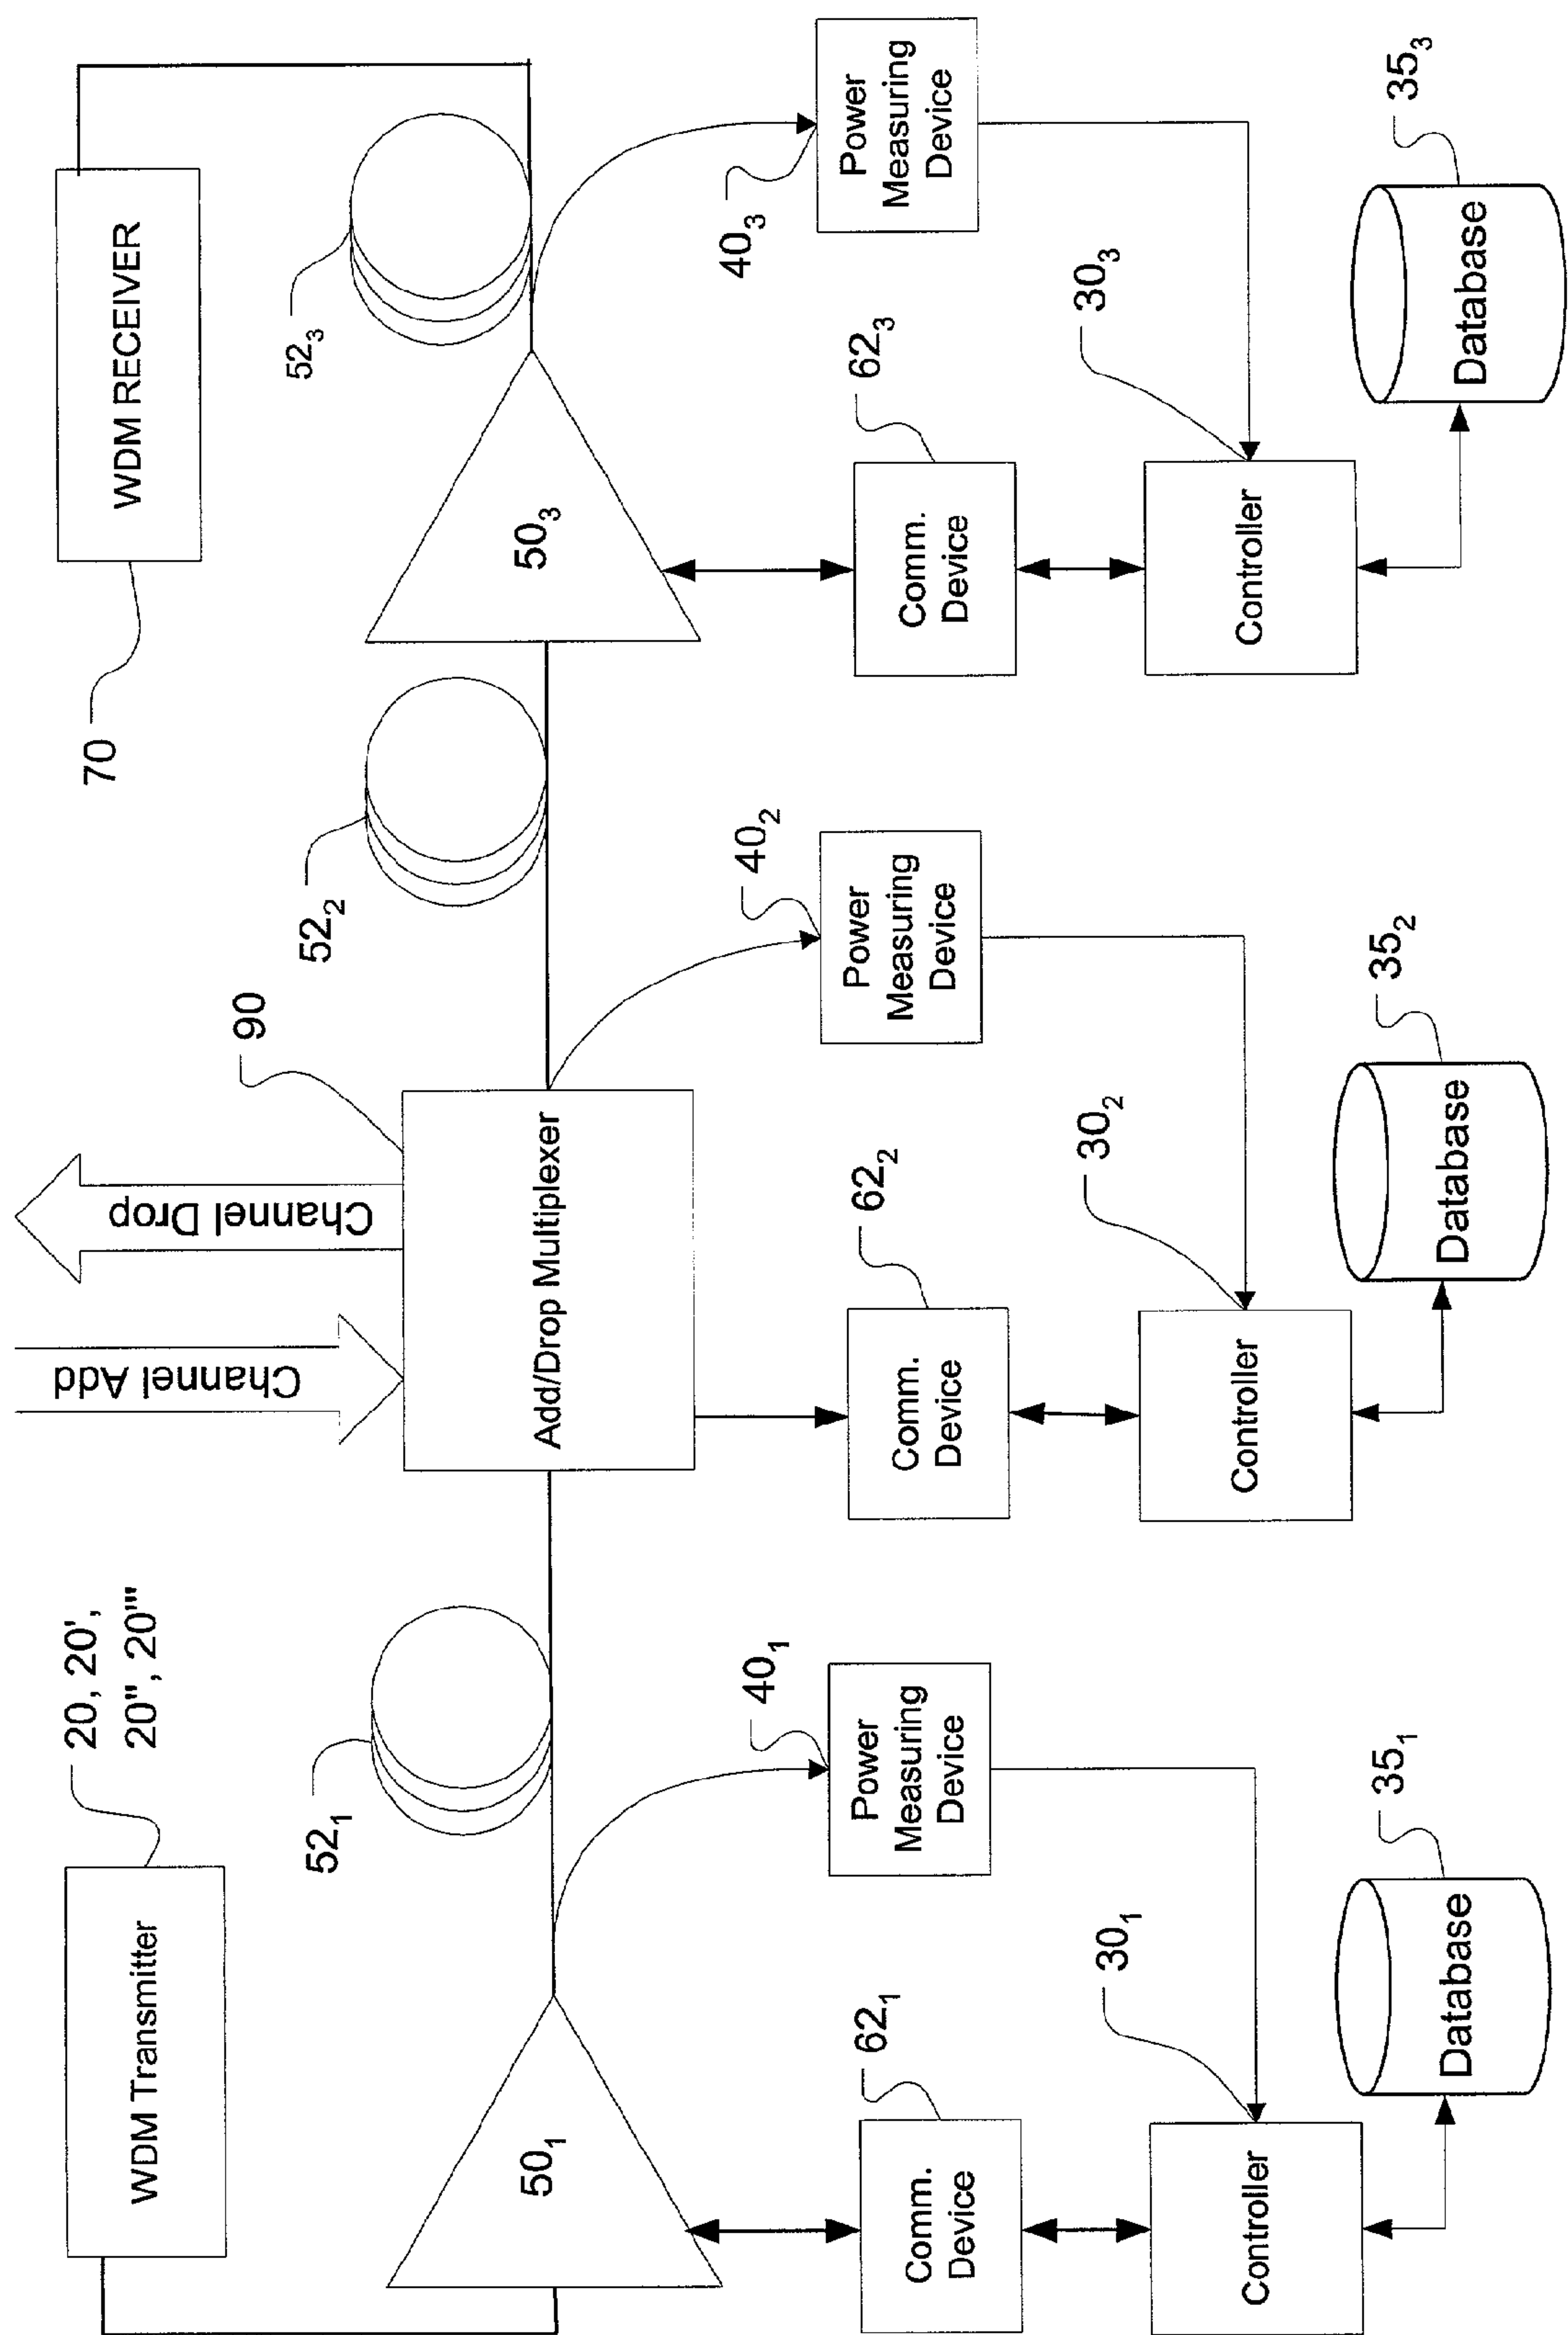 WDM Transmitter
20, 20',
20", 20'"
Channel Add
Channel Drop
90
WDM RECEIVER
70
50₁
52₁
Add/Drop Multiplexer
52₂
50₃
52₃
62₁
Comm.
Device
40₁
Power
Measuring
Device
62₂
Comm.
Device
40₂
Power
Measuring
Device
62₃
Comm.
Device
40₃
Power
Measuring
Device
Controller
30₁
Controller
30₂
Controller
30₃
Database
35₁
Database
35₂
Database
35₃